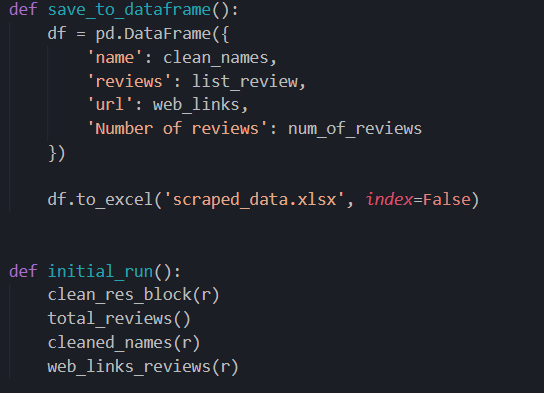 def save_to_dataframe():
    df = pd.DataFrame({
        'name': clean_names,
        'reviews': list_review,
        'url': web_links,
        'Number of reviews': num_of_reviews
    })
    df.to_excel('scraped_data.xlsx', index=False)
def initial_run():
    clean_res_block(r)
    total_reviews()
    cleaned_names(r)
    web_links_reviews(r)